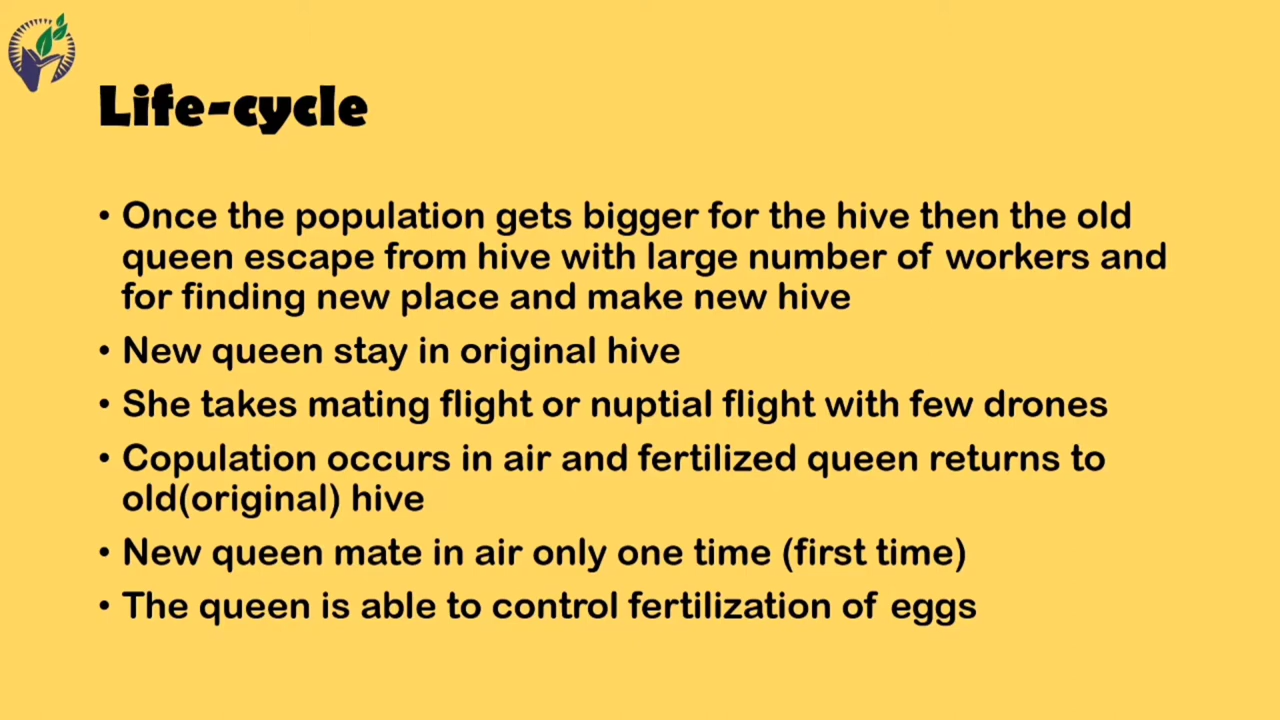 Life-cycle
• Once the population gets bigger for the hive then the old
queen escape from hive with large number of workers and
for finding new place and make new hive
• New queen stay in original hive
• She takes mating flight or nuptial flight with few drones
• Copulation occurs in air and fertilized queen returns to
old(original) hive
• New queen mate in air only one time (first time)
• The queen is able to control fertilization of eggs